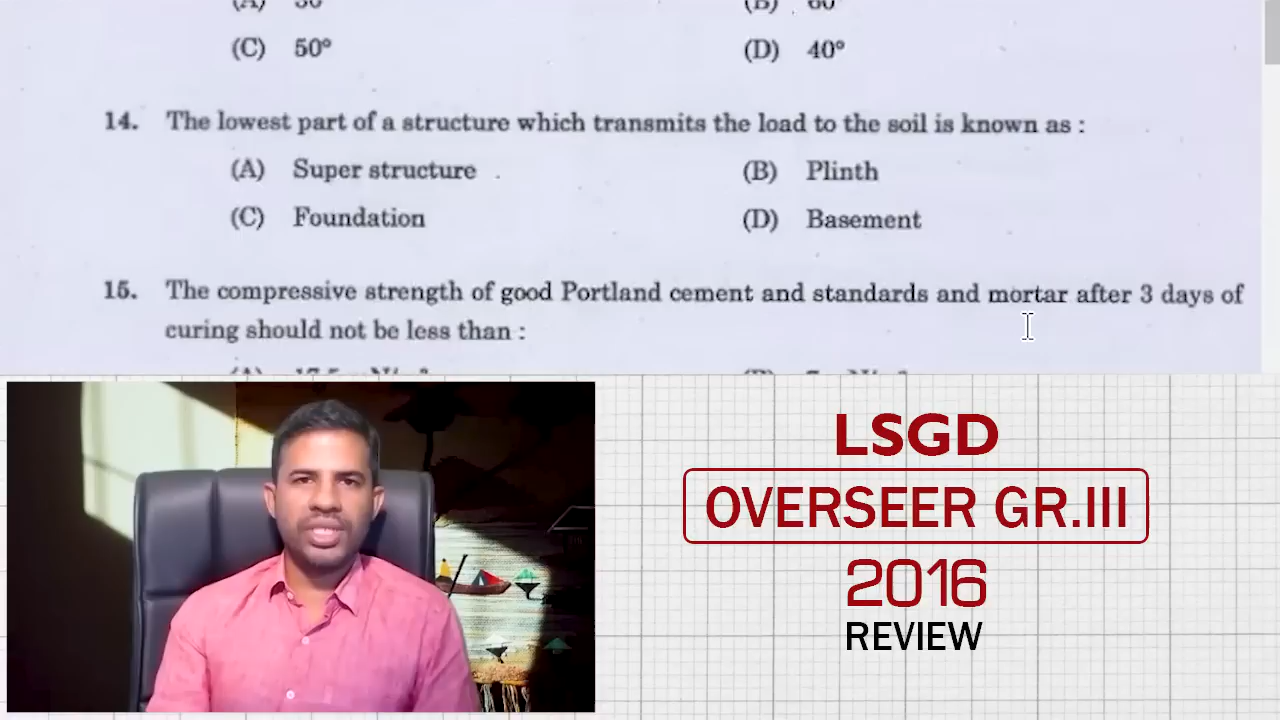 (C) 50° (D) 40°
14. The lowest part of a structure which transmits the load to the soil is known as :
(A) Super structure (B) Plinth
(C) Foundation (D) Basement
15. The compressive strength of good Portland cement and standards and mortar after 3 days of
curing should not be less than :
LSGD
OVERSEER GR.III
2016
REVIEW